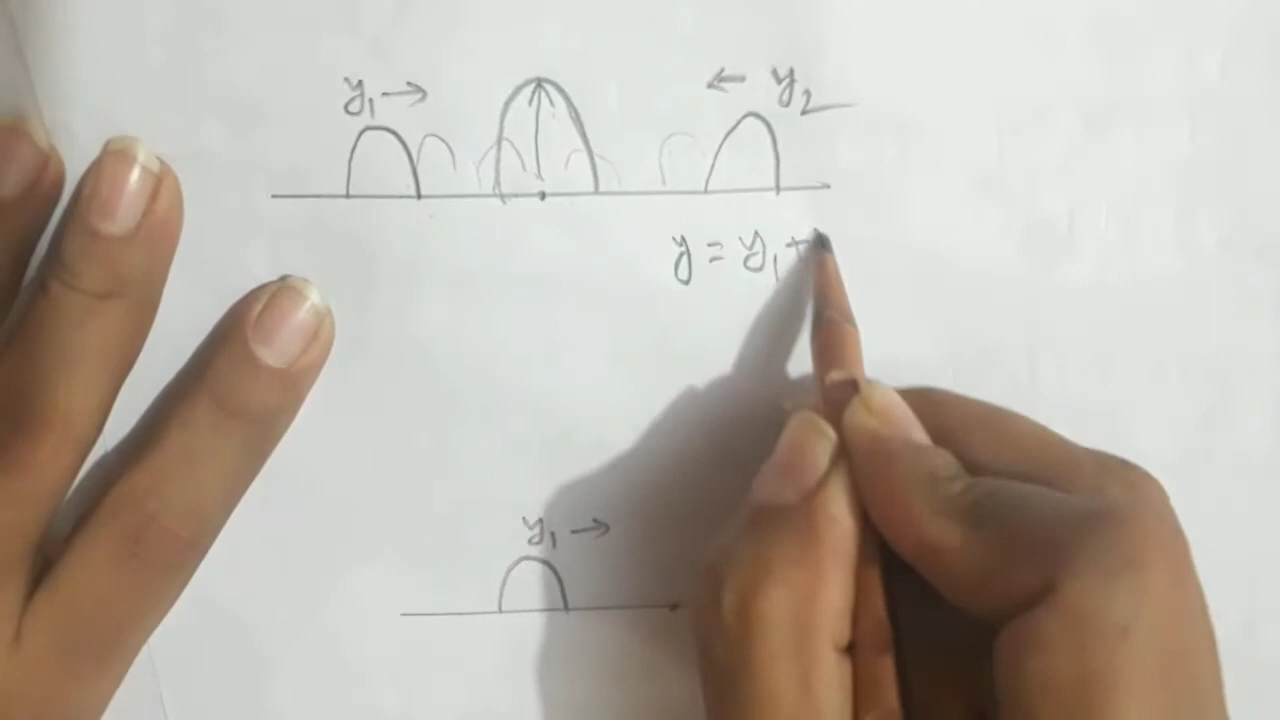 y₁ → ← y₂
y = y₁ +
y₁ →